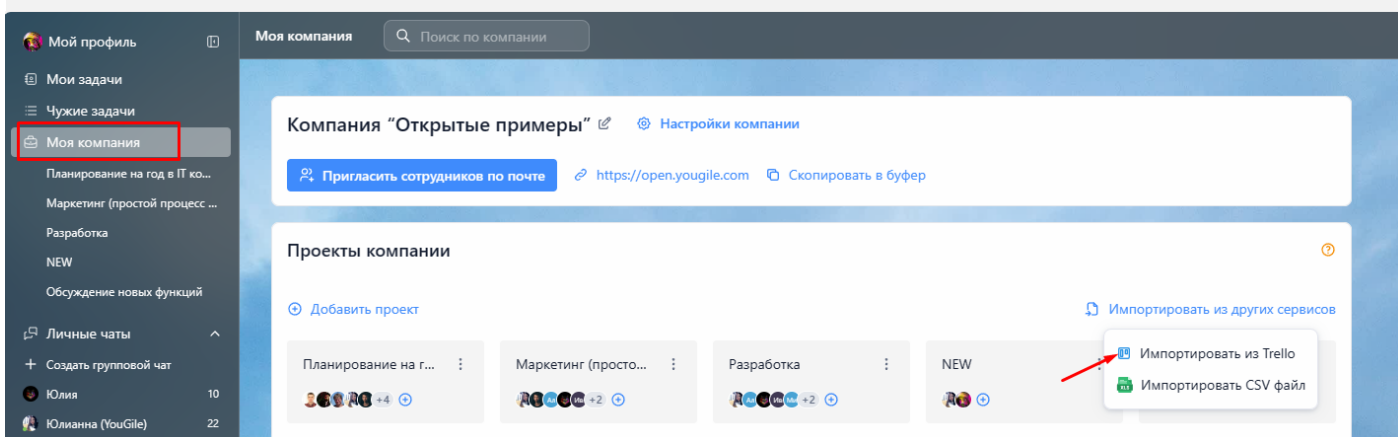 Мой профиль
Моя компания
Поиск по компании
Мои задачи
Чужие задачи
Моя компания
Планирование на год в IT ко...
Маркетинг (простой процесс ...
Разработка
NEW
Обсуждение новых функций
Личные чаты
Создать групповой чат
Юлия 10
Юлианна (YouGile) 22
Компания “Открытые примеры”
Настройки компании
Пригласить сотрудников по почте
https://open.yougile.com
Скопировать в буфер
Проекты компании
Добавить проект
Импортировать из других сервисов
Импортировать из Trello
Импортировать CSV файл
Планирование на г...
+4
Маркетинг (просто...
+2
Разработка
+2
NEW